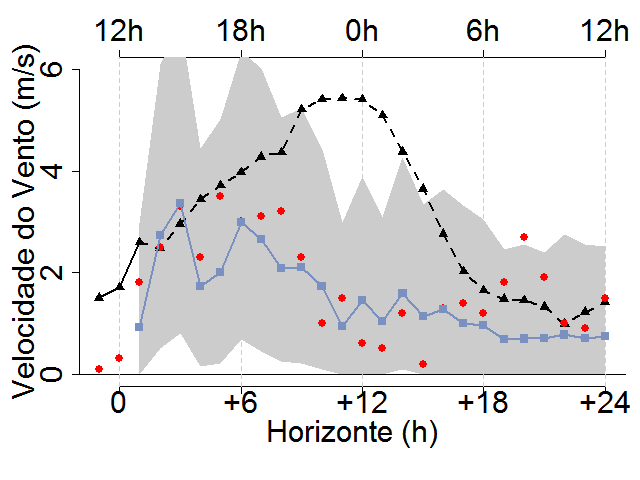 12h 18h 0h 6h 12h
Velocidade do Vento (m/s)
6
4
2
0
0 +6 +12 +18 +24
Horizonte (h)